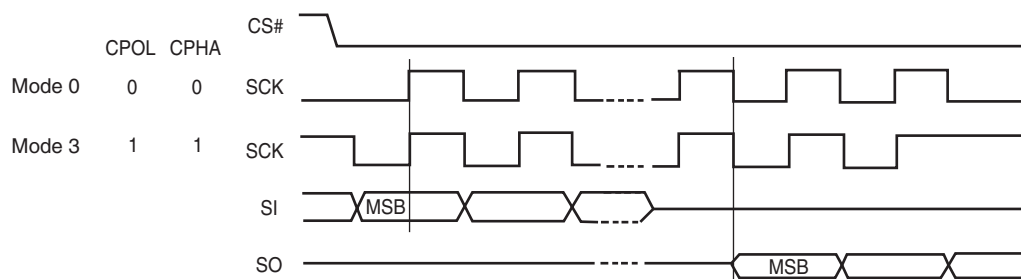 CS#
CPOL CPHA
Mode 0 0 0 SCK
Mode 3 1 1 SCK
SI MSB
SO MSB